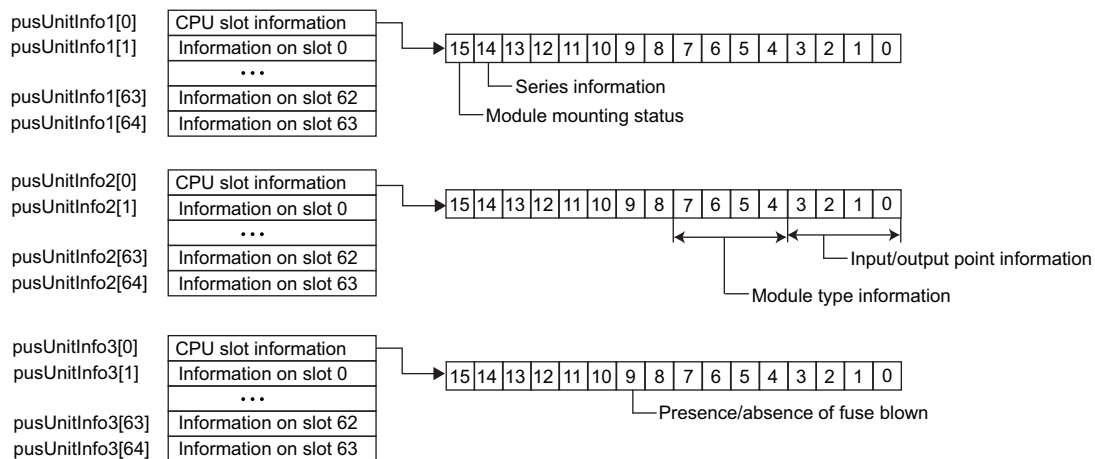 pusUnitInfo1[0] CPU slot information
pusUnitInfo1[1] Information on slot 0 15 14 13 12 11 10 9 8 7 6 5 4 3 2 1 0
...
Series information
pusUnitInfo1[63] Information on slot 62
Module mounting status
pusUnitInfo1[64] Information on slot 63
pusUnitInfo2[0] CPU slot information
pusUnitInfo2[1] Information on slot 0 15 14 13 12 11 10 9 8 7 6 5 4 3 2 1 0
...
pusUnitInfo2[63] Information on slot 62 Input/output point information
pusUnitInfo2[64] Information on slot 63 Module type information
pusUnitInfo3[0] CPU slot information
pusUnitInfo3[1] Information on slot 0 15 14 13 12 11 10 9 8 7 6 5 4 3 2 1 0
...
pusUnitInfo3[63] Information on slot 62 Presence/absence of fuse blown
pusUnitInfo3[64] Information on slot 63